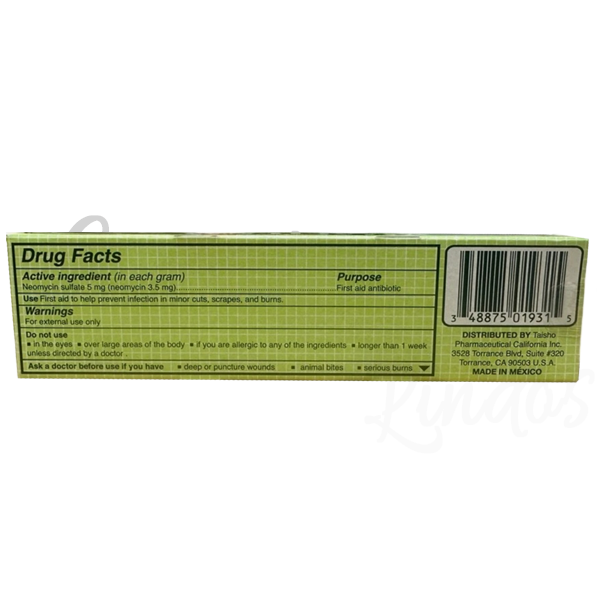 Drug Facts
Active ingredient (in each gram) Purpose
Neomycin sulfate 5 mg (neomycin 3.5 mg)........................................First aid antibiotic
Use First aid to help prevent infection in minor cuts, scrapes, and burns.
Warnings
For external use only
Do not use
▪ in the eyes ▪ over large areas of the body ▪ if you are allergic to any of the ingredients ▪ longer than 1 week
unless directed by a doctor .
Ask a doctor before use if you have ▪ deep or puncture wounds ▪ animal bites ▪ serious burns ▼
3 48875 01931 5
DISTRIBUTED BY Taisho
Pharmaceutical California Inc.
3528 Torrance Blvd, Suite #320
Torrance, CA 90503 U.S.A.
MADE IN MÉXICO
Lindos